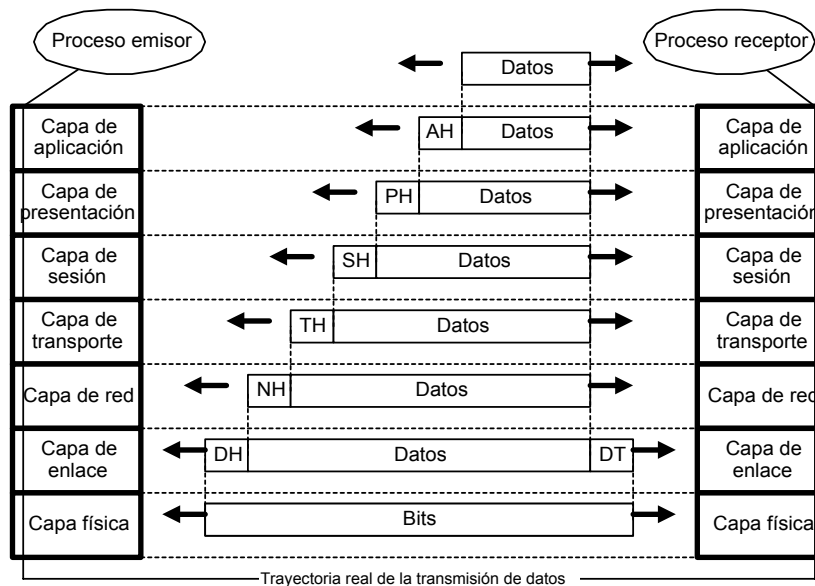 Proceso emisor
Proceso receptor
Datos
Capa de
aplicación
AH
Datos
Capa de
aplicación
Capa de
presentación
PH
Datos
Capa de
presentación
Capa de
sesión
SH
Datos
Capa de
sesión
Capa de
transporte
TH
Datos
Capa de
transporte
Capa de red
NH
Datos
Capa de red
Capa de
enlace
DH
Datos
DT
Capa de
enlace
Capa física
Bits
Capa física
Trayectoria real de la transmisión de datos